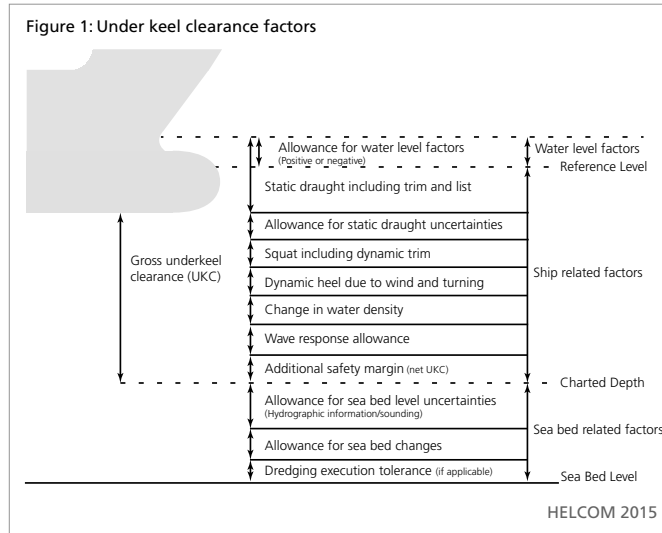 Figure 1: Under keel clearance factors
Allowance for water level factors
(Positive or negative)
Water level factors
Reference Level
Static draught including trim and list
Allowance for static draught uncertainties
Gross underkeel
clearance (UKC)
Squat including dynamic trim
Dynamic heel due to wind and turning
Ship related factors
Change in water density
Wave response allowance
Additional safety margin (net UKC)
Charted Depth
Allowance for sea bed level uncertainties
(Hydrographic information/sounding)
Sea bed related factors
Allowance for sea bed changes
Dredging execution tolerance (if applicable)
Sea Bed Level
HELCOM 2015